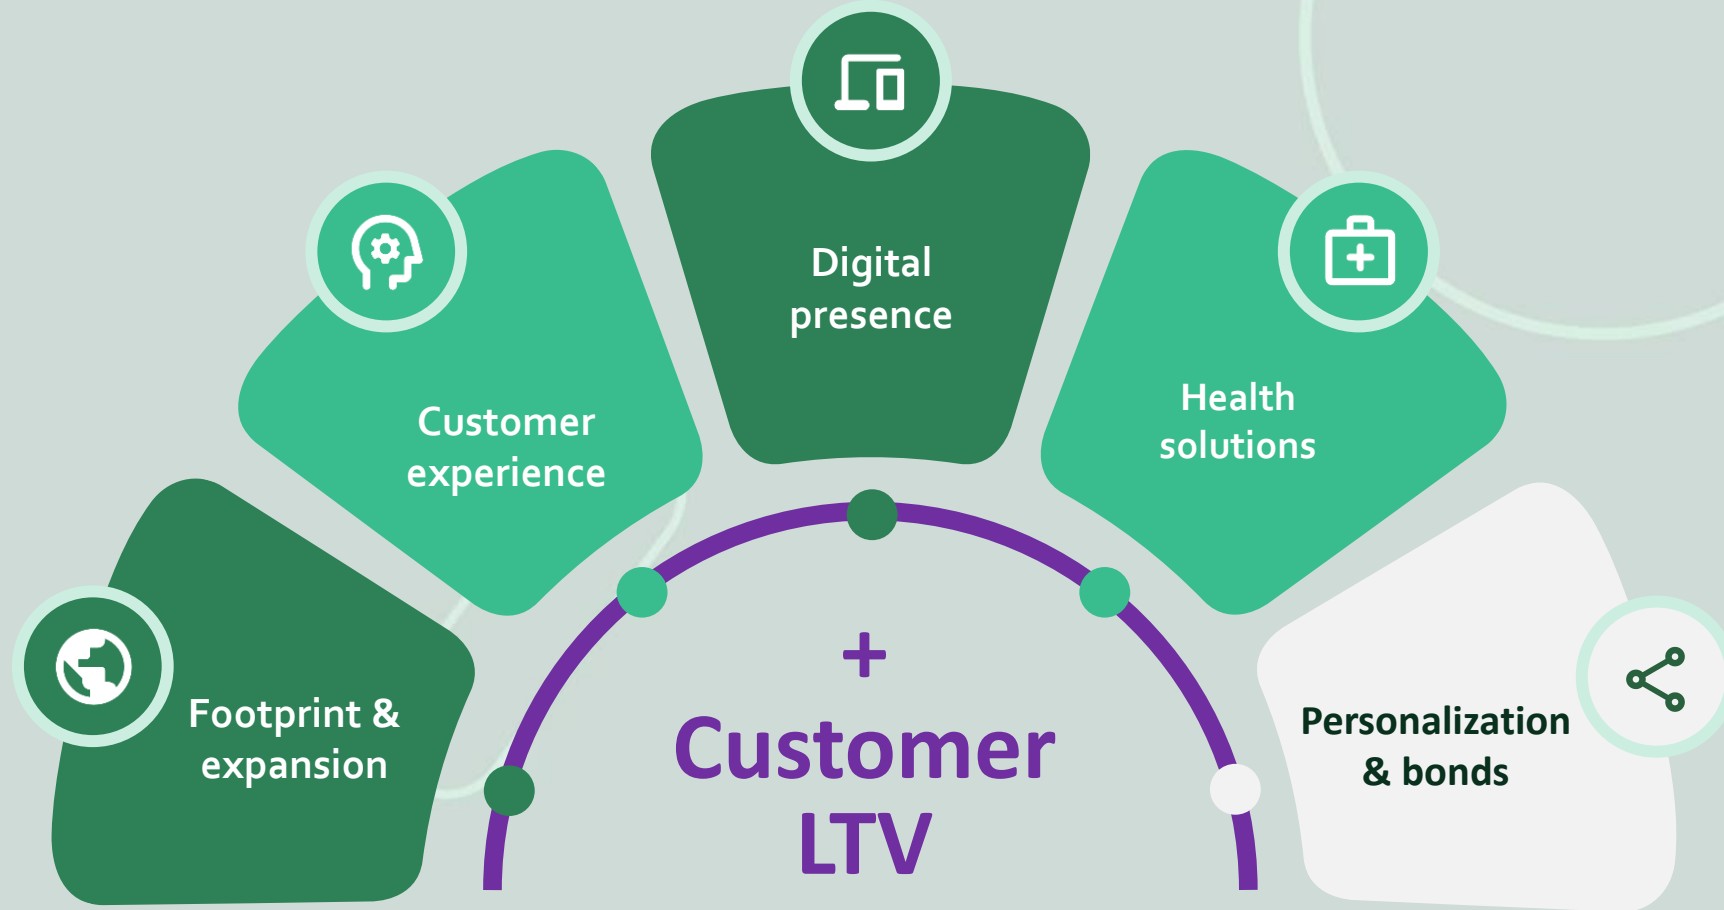 Footprint &
expansion
Customer
experience
Digital
presence
Health
solutions
Personalization
& bonds
+
Customer
LTV